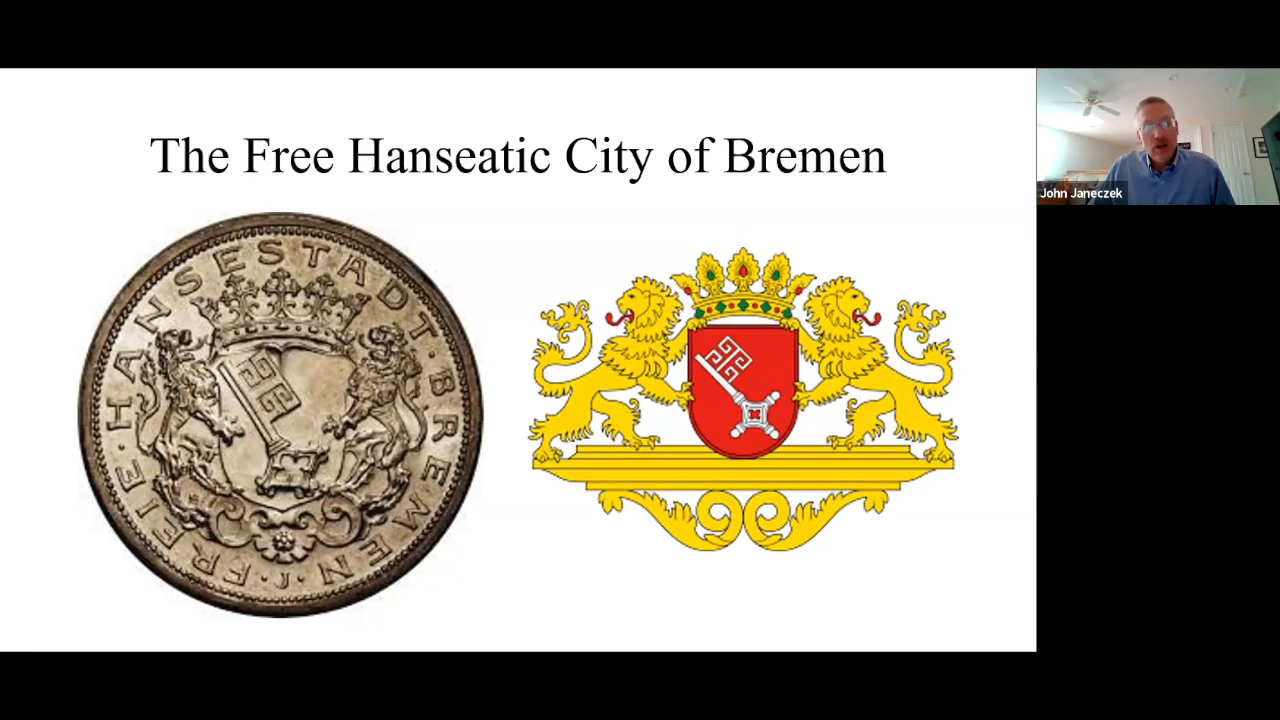 The Free Hanseatic City of Bremen
FREIE · HANSESTADT · BREMEN
· J ·
John Janeczek